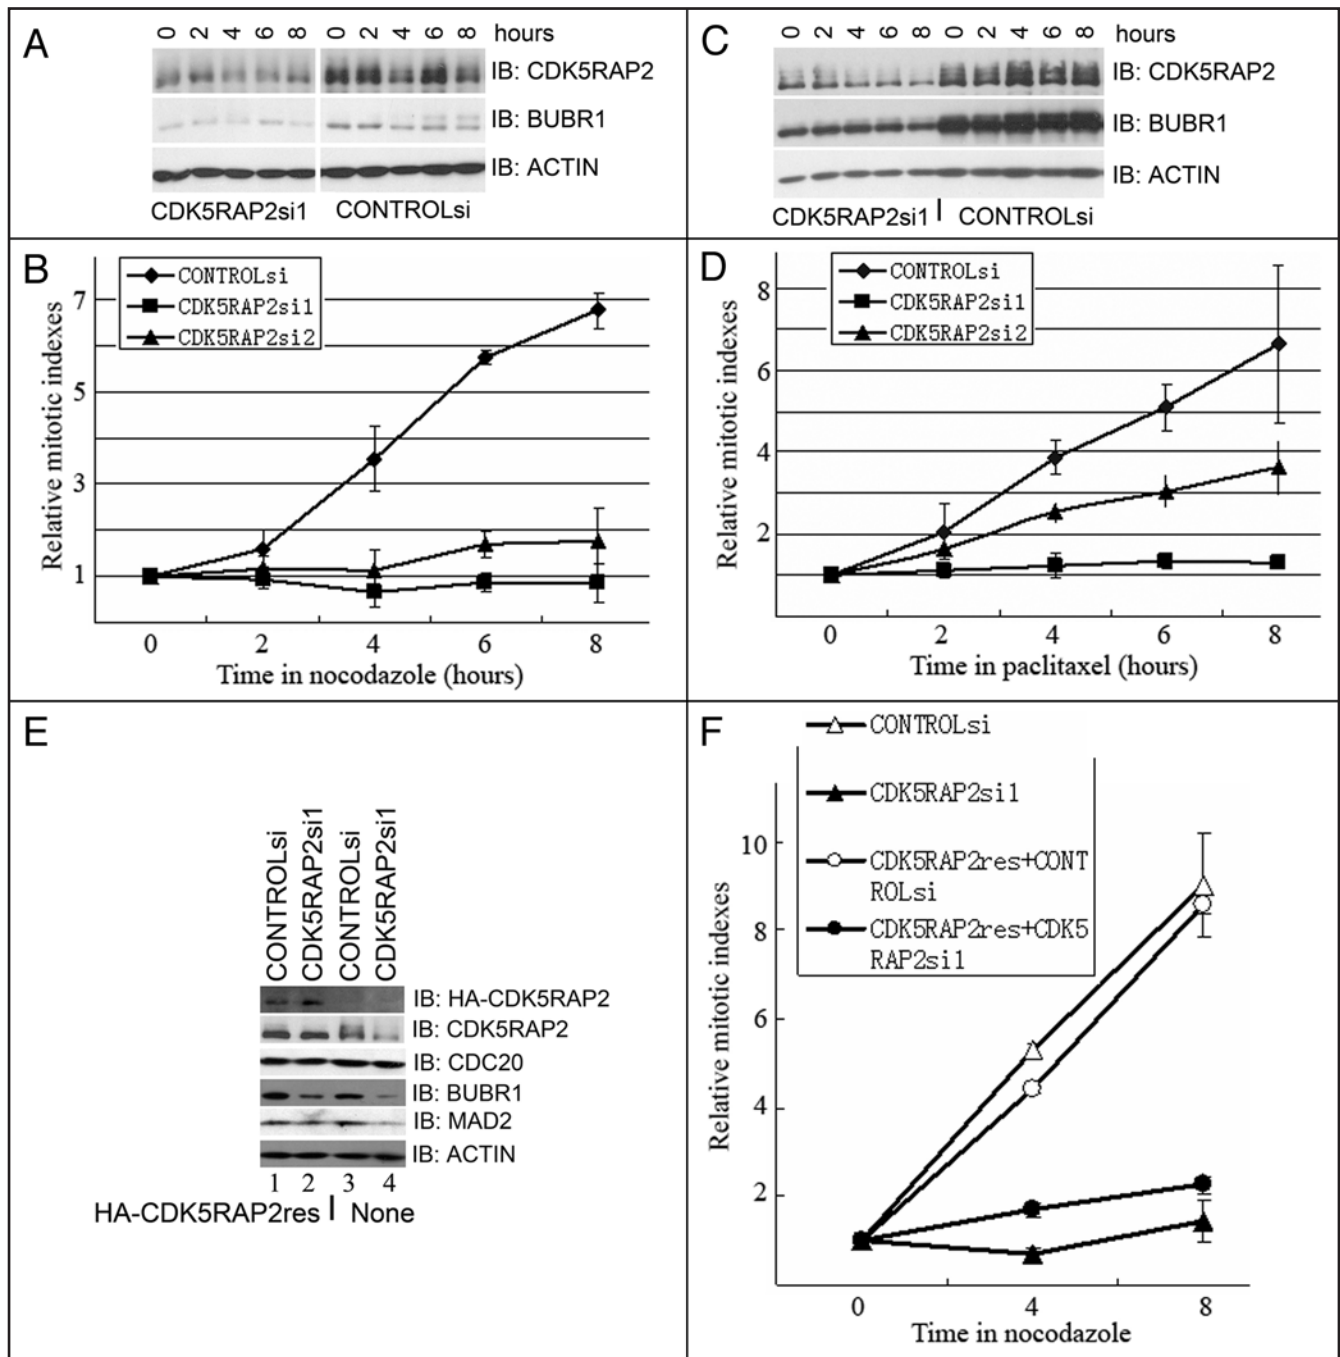 A
0 2 4 6 8 0 2 4 6 8 hours
IB: CDK5RAP2
IB: BUBR1
IB: ACTIN
CDK5RAP2si1 CONTROLsi
C
0 2 4 6 8 0 2 4 6 8 hours
IB: CDK5RAP2
IB: BUBR1
IB: ACTIN
CDK5RAP2si1 CONTROLsi
B
CONTROLsi
CDK5RAP2si1
CDK5RAP2si2
Relative mitotic indexes
7
5
3
1
0 2 4 6 8
Time in nocodazole (hours)
D
CONTROLsi
CDK5RAP2si1
CDK5RAP2si2
Relative mitotic indexes
8
6
4
2
0 2 4 6 8
Time in paclitaxel (hours)
E
CONTROLsi
CDK5RAP2si1
CONTROLsi
CDK5RAP2si1
IB: HA-CDK5RAP2
IB: CDK5RAP2
IB: CDC20
IB: BUBR1
IB: MAD2
IB: ACTIN
1 2 3 4
HA-CDK5RAP2res None
F
CONTROLsi
CDK5RAP2si1
CDK5RAP2res+CONT
ROLsi
CDK5RAP2res+CDK5
RAP2si1
Relative mitotic indexes
10
8
6
4
2
0 4 8
Time in nocodazole